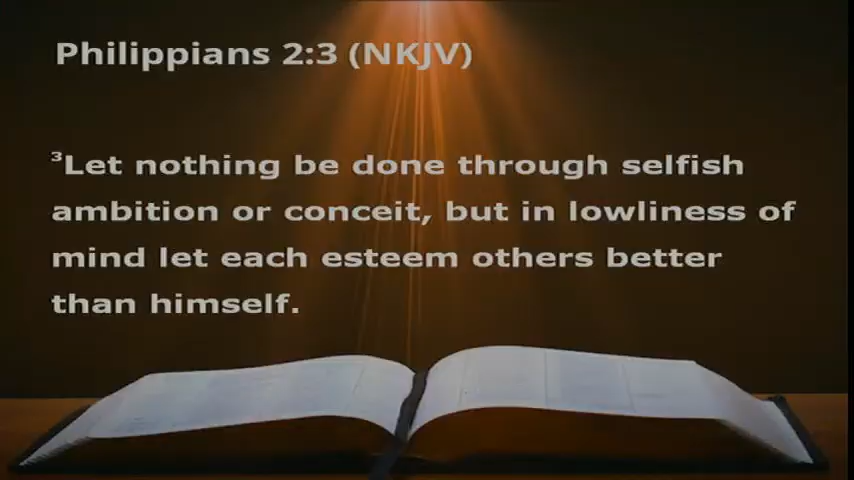 Philippians 2:3 (NKJV)
³Let nothing be done through selfish
ambition or conceit, but in lowliness of
mind let each esteem others better
than himself.